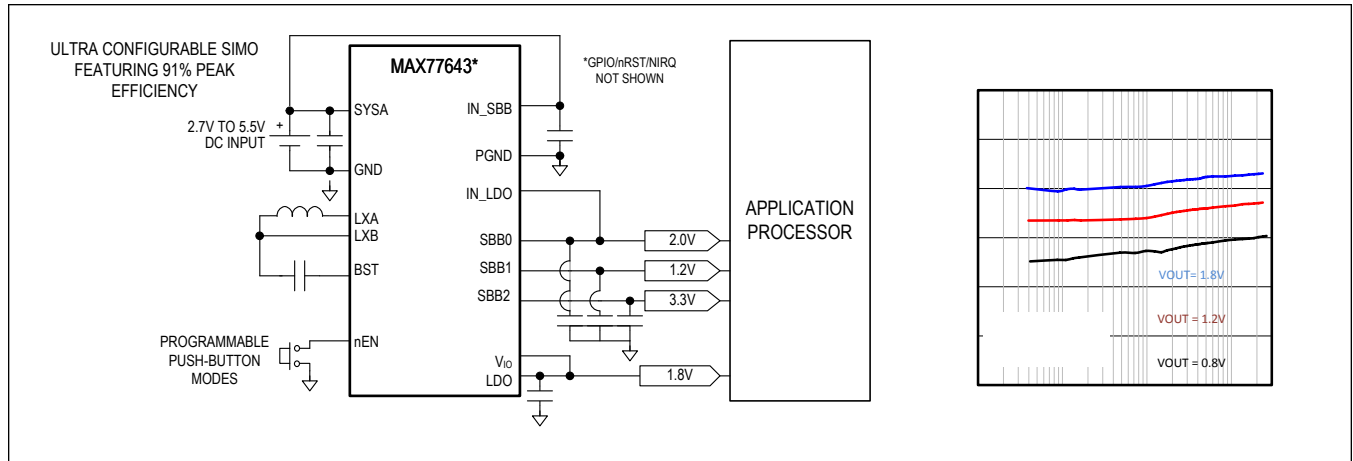 ULTRA CONFIGURABLE SIMO
FEATURING 91% PEAK
EFFICIENCY
MAX77643*
*GPIO/nRST/NIRQ
NOT SHOWN
SYSA
2.7V TO 5.5V
DC INPUT
+
GND
LXA
LXB
BST
nEN
PROGRAMMABLE
PUSH-BUTTON
MODES
IN_SBB
PGND
IN_LDO
SBB0
SBB1
SBB2
VIO
LDO
2.0V
1.2V
3.3V
1.8V
APPLICATION
PROCESSOR
VOUT= 1.8V
VOUT = 1.2V
VOUT = 0.8V